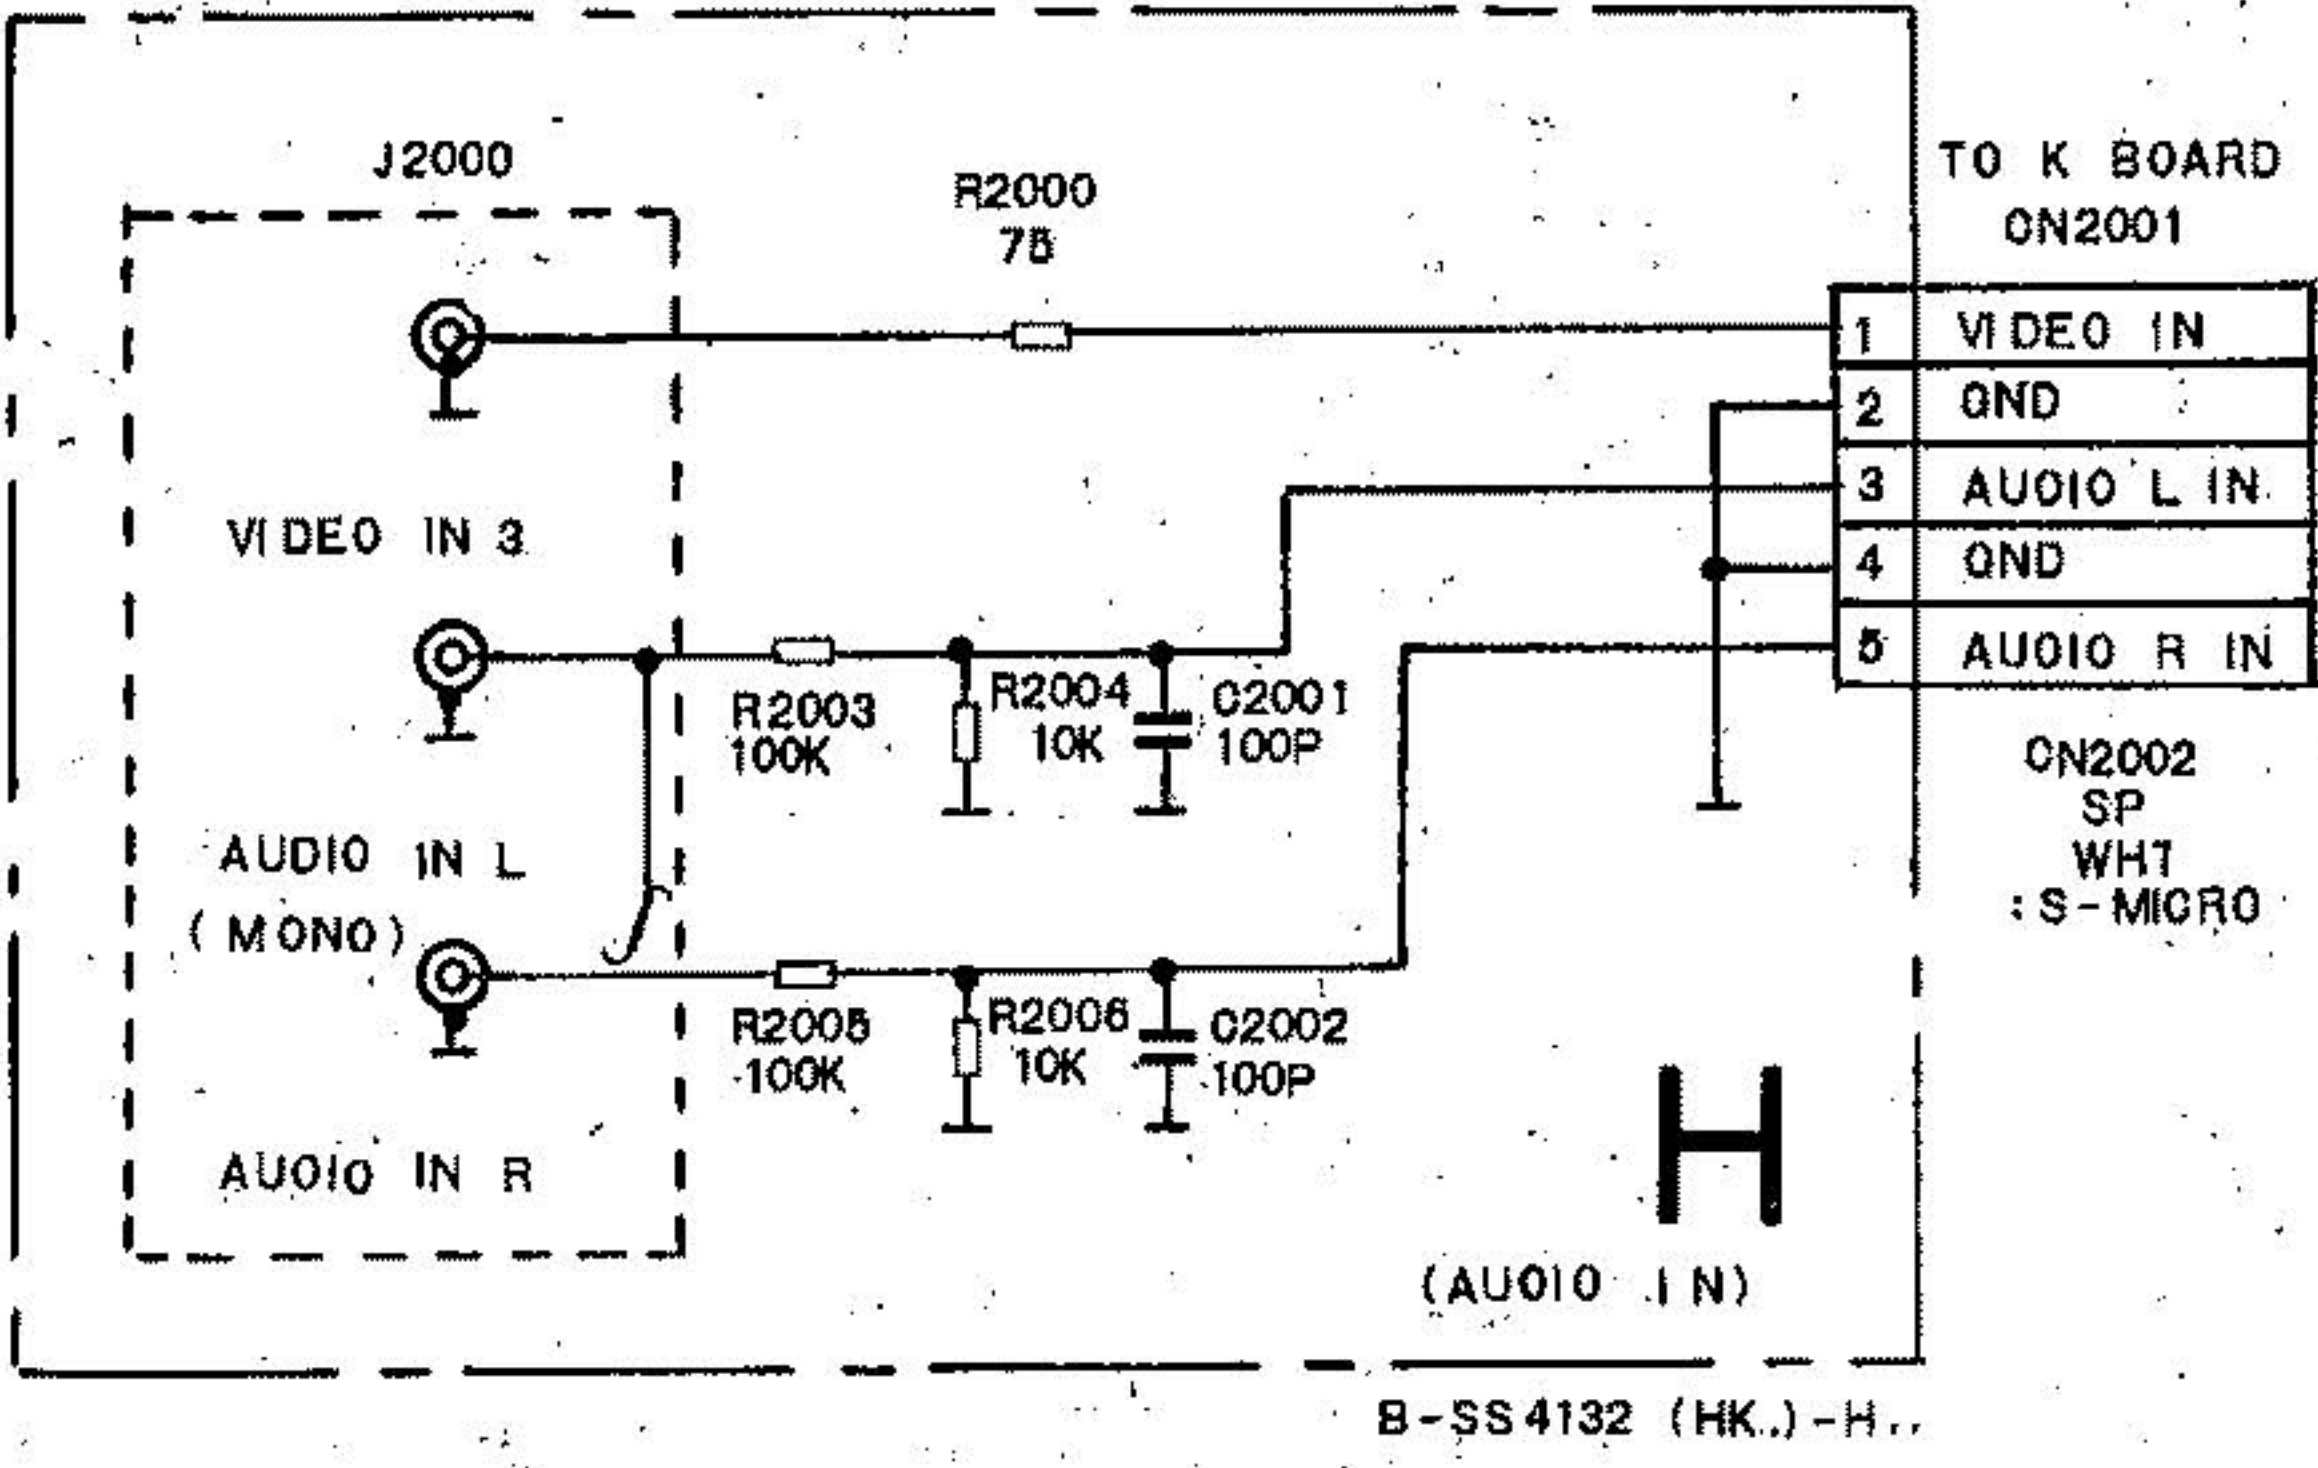 J2000
R2000
75
TO K BOARD
CN2001
1 VIDEO IN
2 GND
3 AUDIO L IN
4 GND
5 AUDIO R IN
VIDEO IN 3
R2003
100K
R2004
10K
C2001
100P
CN2002
SP
WHT
:S-MICRO
AUDIO IN L
(MONO)
R2005
100K
R2006
10K
C2002
100P
AUDIO IN R
H
(AUDIO IN)
B-SS4132 (HK.)-H..